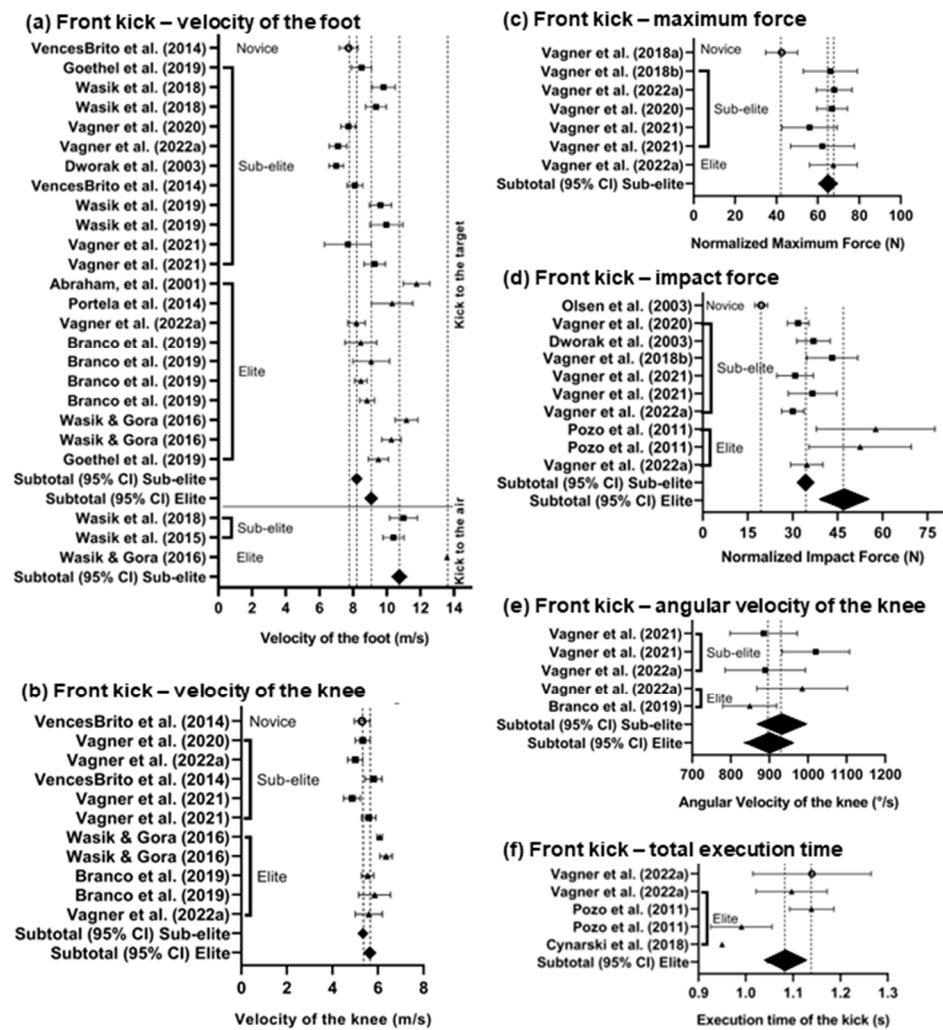 (a) Front kick – velocity of the foot
VencesBrito et al. (2014) Novice
Goethel et al. (2019)
Wasik et al. (2018)
Wasik et al. (2018)
Vagner et al. (2020)
Vagner et al. (2022a)
Dworak et al. (2003) Sub-elite
VencesBrito et al. (2014)
Wasik et al. (2019)
Wasik et al. (2019)
Vagner et al. (2021)
Vagner et al. (2021)
Kick to the target
Abraham, et al. (2001)
Portela et al. (2014)
Vagner et al. (2022a)
Branco et al. (2019)
Branco et al. (2019) Elite
Branco et al. (2019)
Branco et al. (2019)
Wasik & Gora (2016)
Wasik & Gora (2016)
Goethel et al. (2019)
Subtotal (95% CI) Sub-elite
Subtotal (95% CI) Elite
Wasik et al. (2018)
Sub-elite
Wasik et al. (2015)
Wasik & Gora (2016) Elite
Subtotal (95% CI) Sub-elite
Kick to the air
0 2 4 6 8 10 12 14
Velocity of the foot (m/s)
(b) Front kick – velocity of the knee
VencesBrito et al. (2014) Novice
Vagner et al. (2020)
Vagner et al. (2022a)
VencesBrito et al. (2014) Sub-elite
Vagner et al. (2021)
Vagner et al. (2021)
Wasik & Gora (2016)
Wasik & Gora (2016)
Branco et al. (2019) Elite
Branco et al. (2019)
Vagner et al. (2022a)
Subtotal (95% CI) Sub-elite
Subtotal (95% CI) Elite
0 2 4 6 8
Velocity of the knee (m/s)
(c) Front kick – maximum force
Vagner et al. (2018a) Novice
Vagner et al. (2018b)
Vagner et al. (2022a)
Vagner et al. (2020) Sub-elite
Vagner et al. (2021)
Vagner et al. (2021)
Vagner et al. (2022a) Elite
Subtotal (95% CI) Sub-elite
0 20 40 60 80 100
Normalized Maximum Force (N)
(d) Front kick – impact force
Olsen et al. (2003) Novice
Vagner et al. (2020)
Dworak et al. (2003)
Vagner et al. (2018b) Sub-elite
Vagner et al. (2021)
Vagner et al. (2021)
Vagner et al. (2022a)
Pozo et al. (2011)
Pozo et al. (2011) Elite
Vagner et al. (2022a)
Subtotal (95% CI) Sub-elite
Subtotal (95% CI) Elite
0 15 30 45 60 75
Normalized Impact Force (N)
(e) Front kick – angular velocity of the knee
Vagner et al. (2021)
Vagner et al. (2021) Sub-elite
Vagner et al. (2022a)
Vagner et al. (2022a)
Elite
Branco et al. (2019)
Subtotal (95% CI) Sub-elite
Subtotal (95% CI) Elite
700 800 900 1000 1100 1200
Angular Velocity of the knee (°/s)
(f) Front kick – total execution time
Vagner et al. (2022a)
Vagner et al. (2022a)
Pozo et al. (2011)
Elite
Pozo et al. (2011)
Cynarski et al. (2018)
Subtotal (95% CI) Elite
0.9 1.0 1.1 1.2 1.3
Execution time of the kick (s)